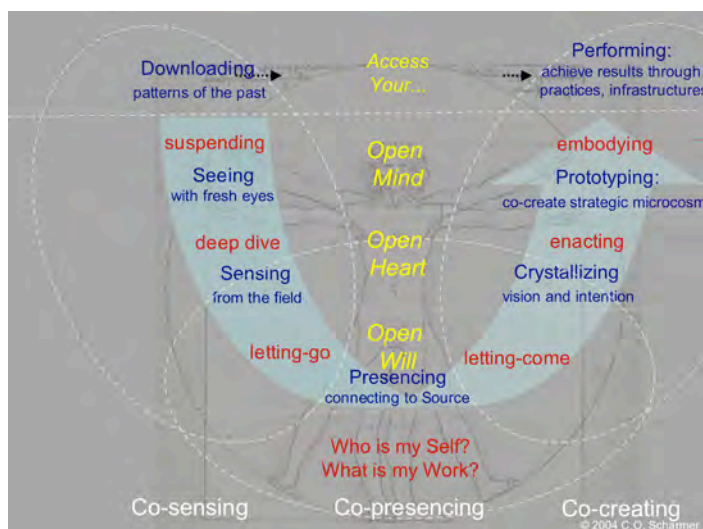 Downloading
patterns of the past
Access
Your...
Performing:
achieve results through
practices, infrastructures
suspending
Open
Mind
embodying
Seeing
with fresh eyes
Prototyping:
co-create strategic microcosm
deep dive
Open
Heart
enacting
Sensing
from the field
Crystallizing
vision and intention
letting-go
Open
Will
letting-come
Presencing
connecting to Source
Who is my Self?
What is my Work?
Co-sensing
Co-presencing
Co-creating
© 2004 C.O. Scharmer